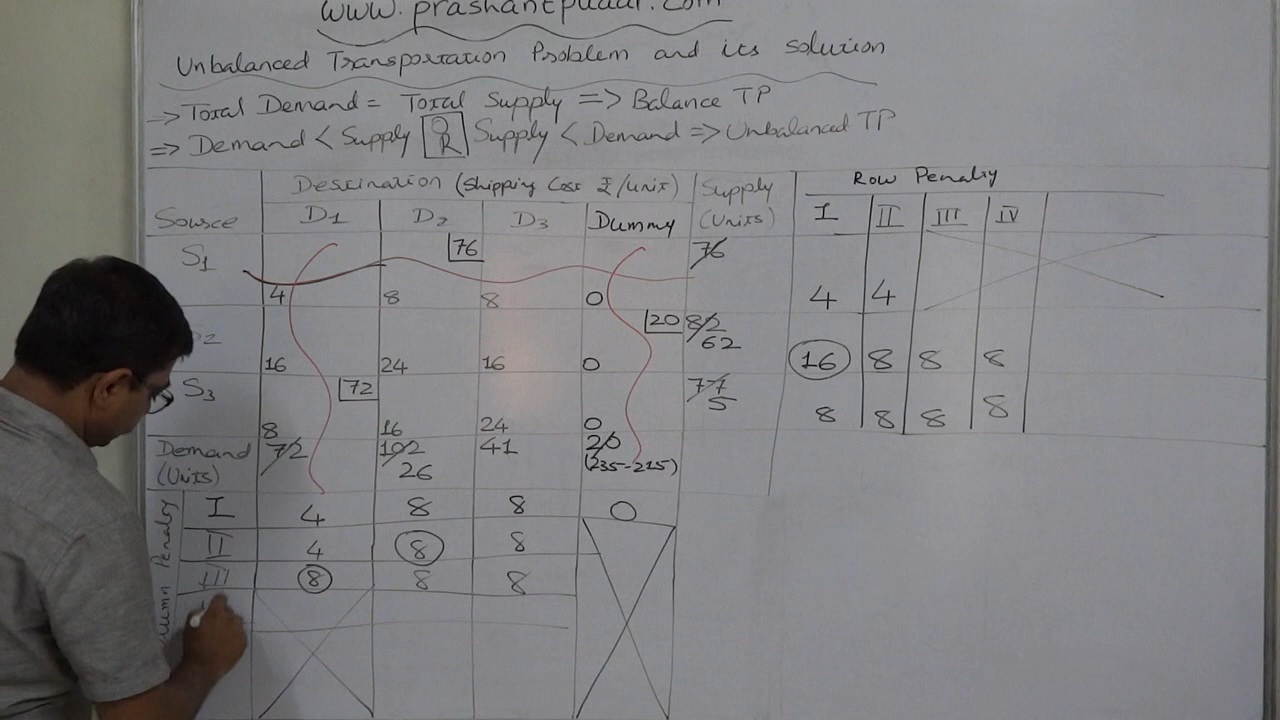 www.prashantpuaar.com
Unbalanced Transportation Problem and its solution
→ Total Demand = Total Supply => Balance TP
=> Demand < Supply OR Supply < Demand => Unbalanced TP
Destination (Shipping Cost ₹/unit) Supply Row Penalty
Source D1 D2 D3 Dummy (Units) I II III IV
S1 76 76
4 8 8 0 4 4
20 82
62
16 24 16 0 16 8 8 8
S3 72 77
5
8 16 24 0 8 8 8 8
Demand 72 102 41 20
(Units) 26 (235-215)
I 4 8 8 0
II 4 8 8
III 8 8 8